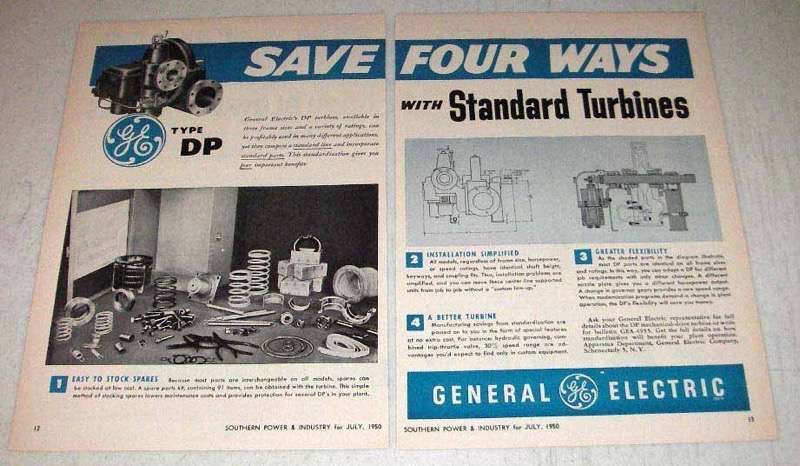 SAVE FOUR WAYS
WITH Standard Turbines
GE
TYPE
DP
General Electric's DP turbines, available in
three frame sizes and a variety of ratings, can
be profitably used in many different applications,
yet they compose a standard line and incorporate
standard parts. This standardization gives you
four important benefits
1 EASY TO STOCK SPARES Because most parts are interchangeable on all models, spares can
be stocked at low cost. A spare parts kit, containing 91 items, can be obtained with the turbine. This simple
method of stocking spares lowers maintenance costs and provides protection for several DP's in your plant.
2 INSTALLATION SIMPLIFIED
All models, regardless of frame size, horsepower,
or speed ratings, have identical shaft height,
keyways, and coupling fit. Thus, installation problems are
simplified, and you can move these center-line supported
units from job to job without a "custom line-up."
3 GREATER FLEXIBILITY
As the shaded parts in the diagram illustrate,
most DP parts are identical on all frame sizes
and ratings. In this way, you can adapt a DP for different
job requirements with only minor changes. A different
nozzle plate gives you a different horsepower output.
A change in governor gears provides a new speed range.
When modernization programs demand a change in plant
operation, the DP's flexibility will save you money.
4 A BETTER TURBINE
Manufacturing savings from standardization are
passed on to you in the form of special features
at no extra cost. For instance: hydraulic governing, com-
bined trip-throttle valve, 30% speed range are ad-
vantages you'd expect to find only in custom equipment.
Ask your General Electric representative for full
details about the DP mechanical-drive turbine or write
for bulletin GEA-4955. Get the full details on how
standardization will benefit your plant operation.
Apparatus Department, General Electric Company,
Schenectady 5, N. Y.
GENERAL GE ELECTRIC
12
SOUTHERN POWER & INDUSTRY for JULY, 1950
SOUTHERN POWER & INDUSTRY for JULY, 1950
13